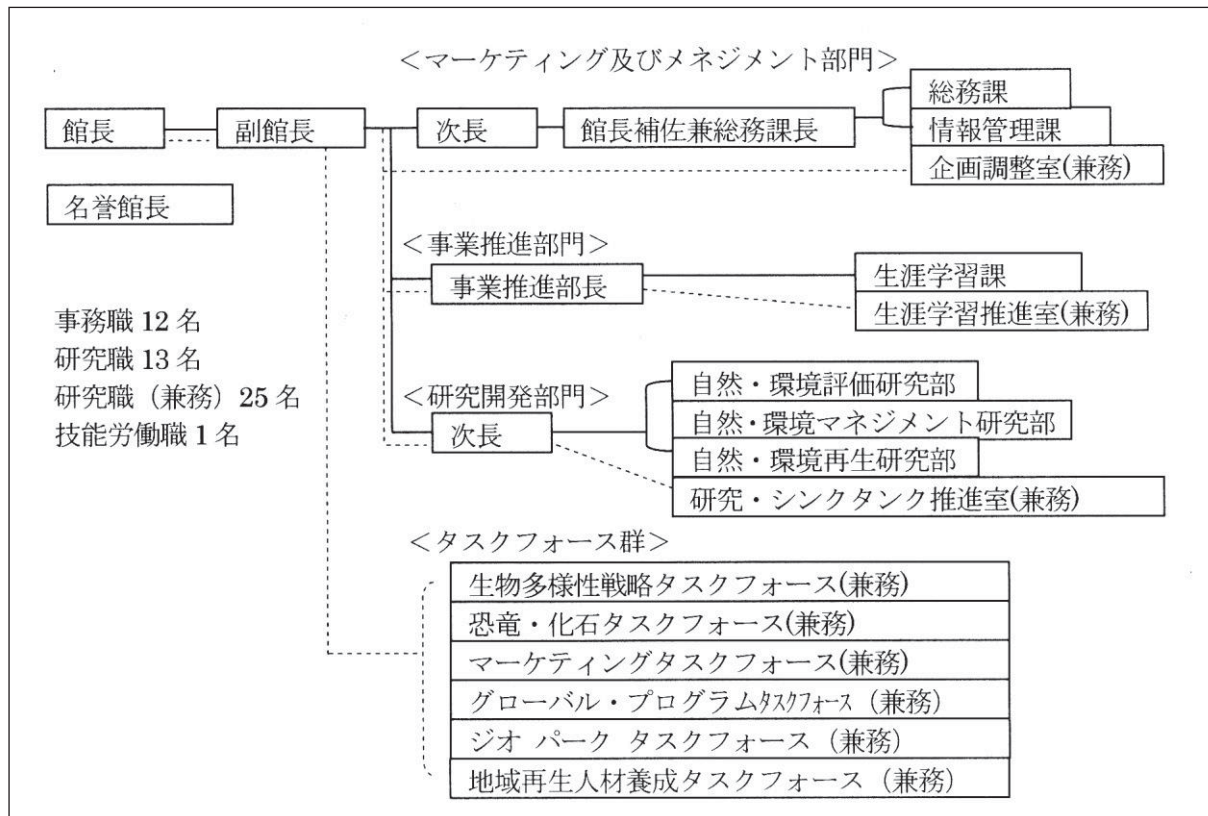 ＜マーケティング及びメネジメント部門＞
館長
副館長
次長
館長補佐兼総務課長
総務課
情報管理課
企画調整室(兼務)
名誉館長
＜事業推進部門＞
事業推進部長
生涯学習課
生涯学習推進室(兼務)
事務職 12 名
研究職 13 名
研究職（兼務）25 名
技能労働職 1 名
＜研究開発部門＞
次長
自然・環境評価研究部
自然・環境マネジメント研究部
自然・環境再生研究部
研究・シンクタンク推進室(兼務)
＜タスクフォース群＞
生物多様性戦略タスクフォース(兼務)
恐竜・化石タスクフォース(兼務)
マーケティングタスクフォース(兼務)
グローバル・プログラムﾀｽｸﾌｫｰｽ（兼務）
ジオ パーク タスクフォース（兼務）
地域再生人材養成タスクフォース（兼務）